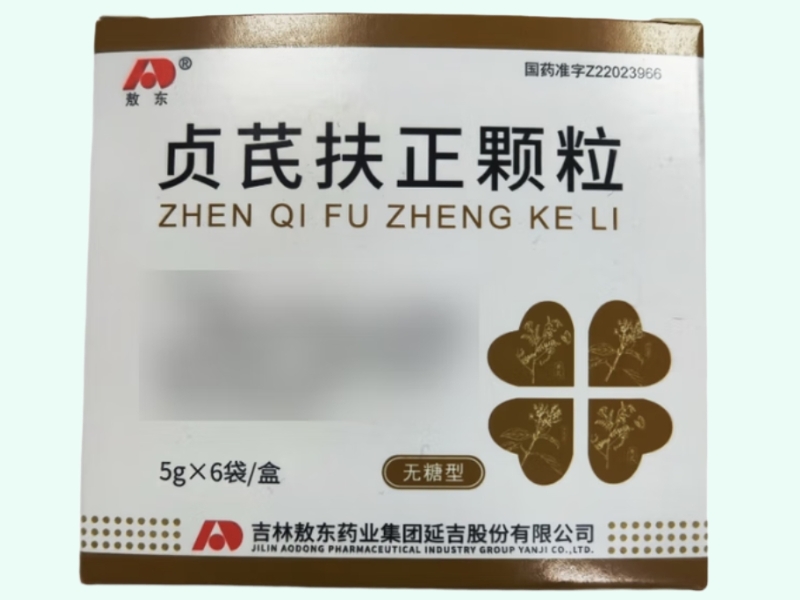 敖东®
国药准字Z22023966
贞芪扶正颗粒
ZHEN QI FU ZHENG KE LI
5g×6袋/盒
无糖型
吉林敖东药业集团延吉股份有限公司
JILIN AODONG PHARMACEUTICAL INDUSTRY GROUP YANJI CO.,LTD.